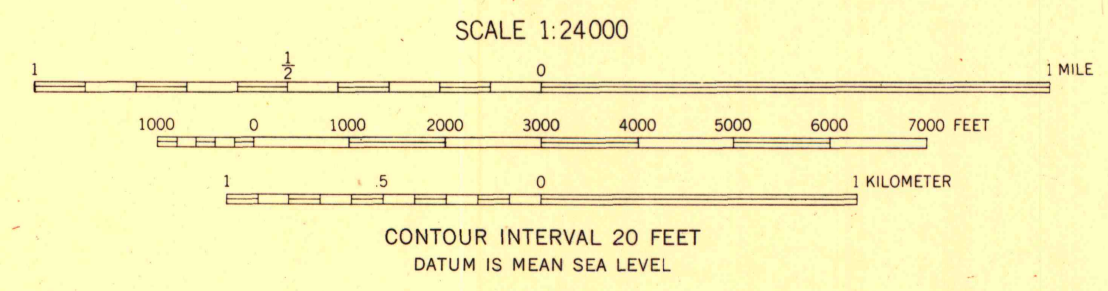 SCALE 1:24000
1 1/2 0 1 MILE
1000 0 1000 2000 3000 4000 5000 6000 7000 FEET
1 .5 0 1 KILOMETER
CONTOUR INTERVAL 20 FEET
DATUM IS MEAN SEA LEVEL